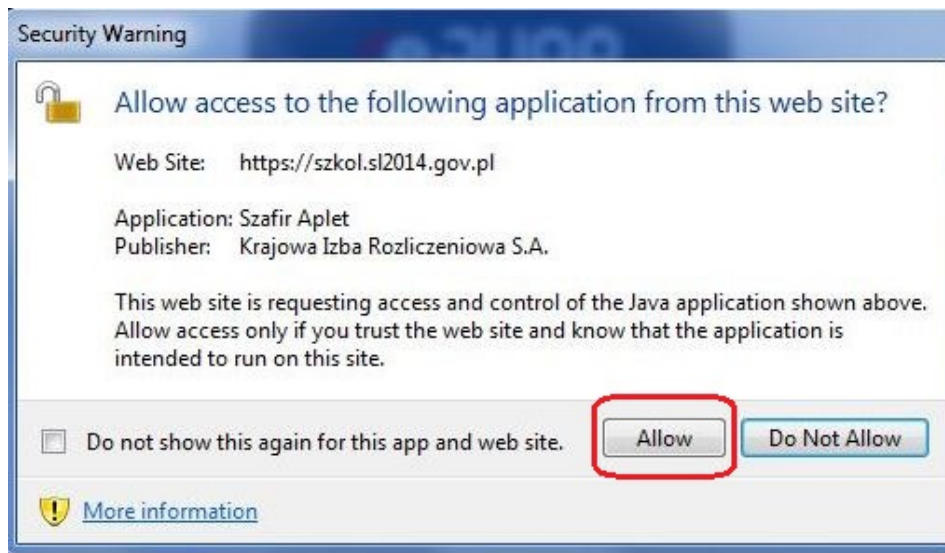 Security Warning
Allow access to the following application from this web site?
Web Site: https://szkol.sl2014.gov.pl
Application: Szafir Aplet
Publisher: Krajowa Izba Rozliczeniowa S.A.
This web site is requesting access and control of the Java application shown above.
Allow access only if you trust the web site and know that the application is
intended to run on this site.
Do not show this again for this app and web site.
Allow
Do Not Allow
More information